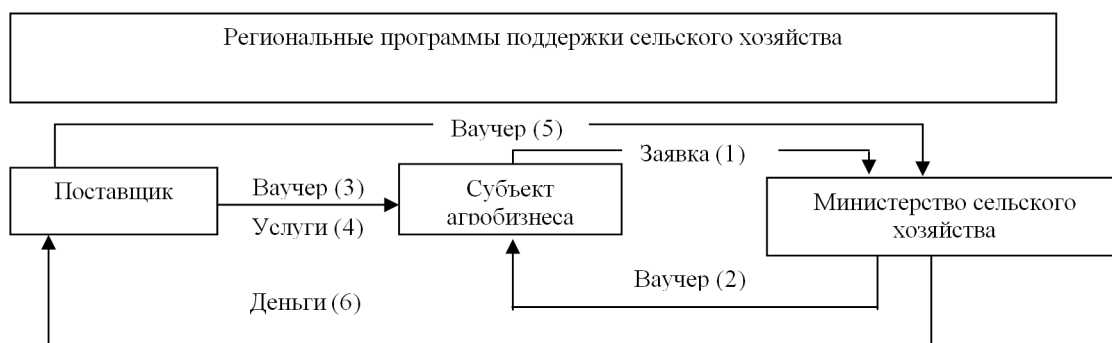 Региональные программы поддержки сельского хозяйства
Ваучер (5)
Заявка (1)
Поставщик
Ваучер (3)
Услуги (4)
Субъект
агробизнеса
Министерство сельского
хозяйства
Ваучер (2)
Деньги (6)